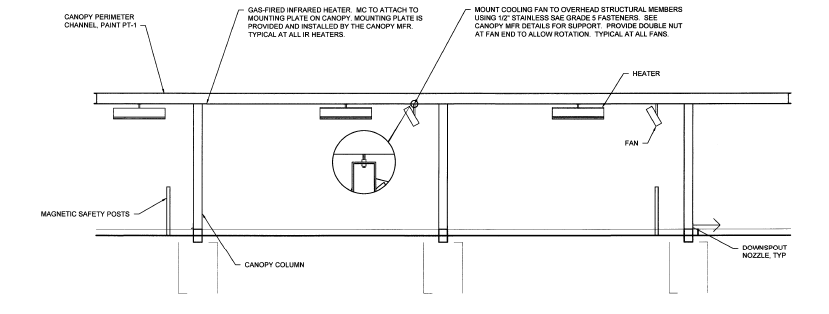 CANOPY PERIMETER
CHANNEL, PAINT PT-1
GAS-FIRED INFRARED HEATER. MC TO ATTACH TO
MOUNTING PLATE ON CANOPY. MOUNTING PLATE IS
PROVIDED AND INSTALLED BY THE CANOPY MFR.
TYPICAL AT ALL IR HEATERS.
MOUNT COOLING FAN TO OVERHEAD STRUCTURAL MEMBERS
USING 1/2" STAINLESS SAE GRADE 5 FASTENERS. SEE
CANOPY MFR DETAILS FOR SUPPORT. PROVIDE DOUBLE NUT
AT FAN END TO ALLOW ROTATION. TYPICAL AT ALL FANS.
HEATER
FAN
MAGNETIC SAFETY POSTS
CANOPY COLUMN
DOWNSPOUT
NOZZLE, TYP